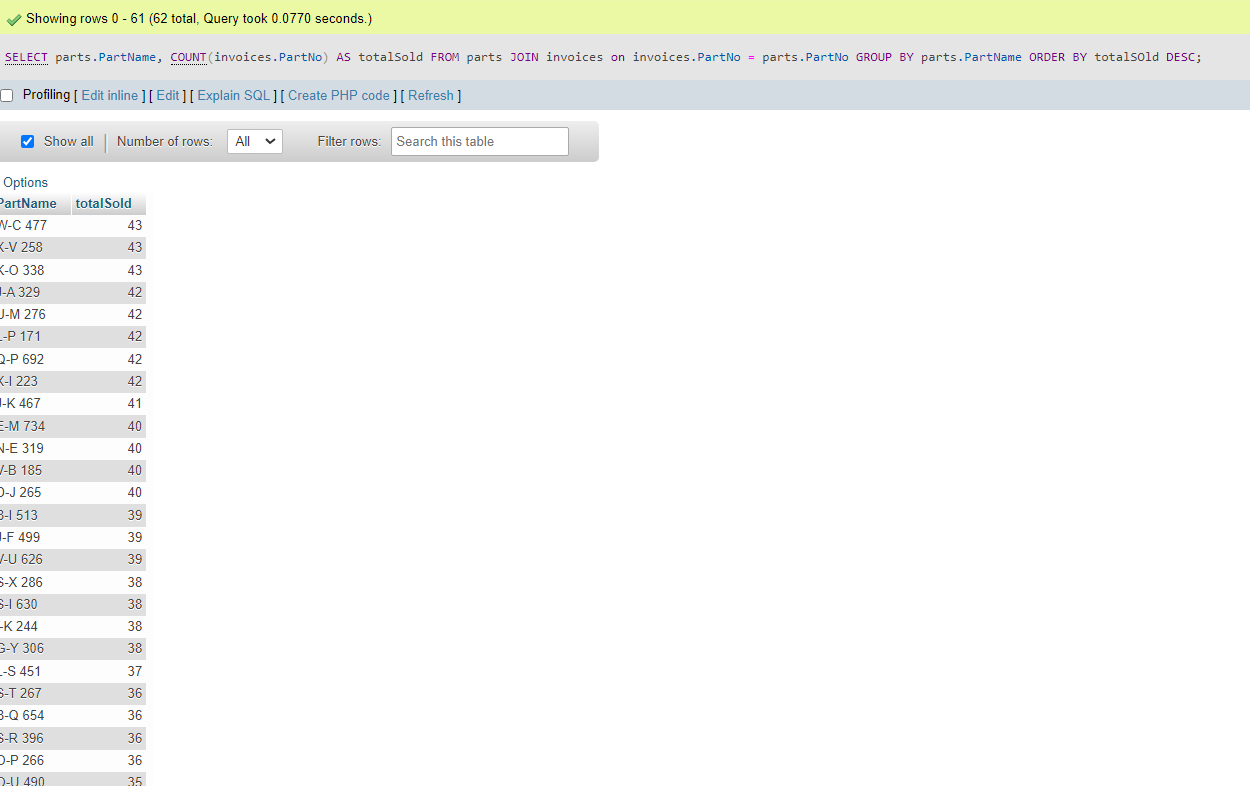 Showing rows 0 - 61 (62 total, Query took 0.0770 seconds.)
SELECT parts.PartName, COUNT(invoices.PartNo) AS totalSold FROM parts JOIN invoices on invoices.PartNo = parts.PartNo GROUP BY parts.PartName ORDER BY totalSOld DESC;
Profiling [ Edit inline ] [ Edit ] [ Explain SQL ] [ Create PHP code ] [ Refresh ]
Show all Number of rows: All Filter rows: Search this table
Options
PartName totalSold
W-C 477 43
X-V 258 43
K-O 338 43
-A 329 42
U-M 276 42
-P 171 42
Q-P 692 42
X-I 223 42
-K 467 41
E-M 734 40
N-E 319 40
V-B 185 40
-J 265 40
-I 513 39
-F 499 39
V-U 626 39
S-X 286 38
S-I 630 38
-K 244 38
G-Y 306 38
-S 451 37
S-T 267 36
-Q 654 36
S-R 396 36
-P 266 36
-U 490 35